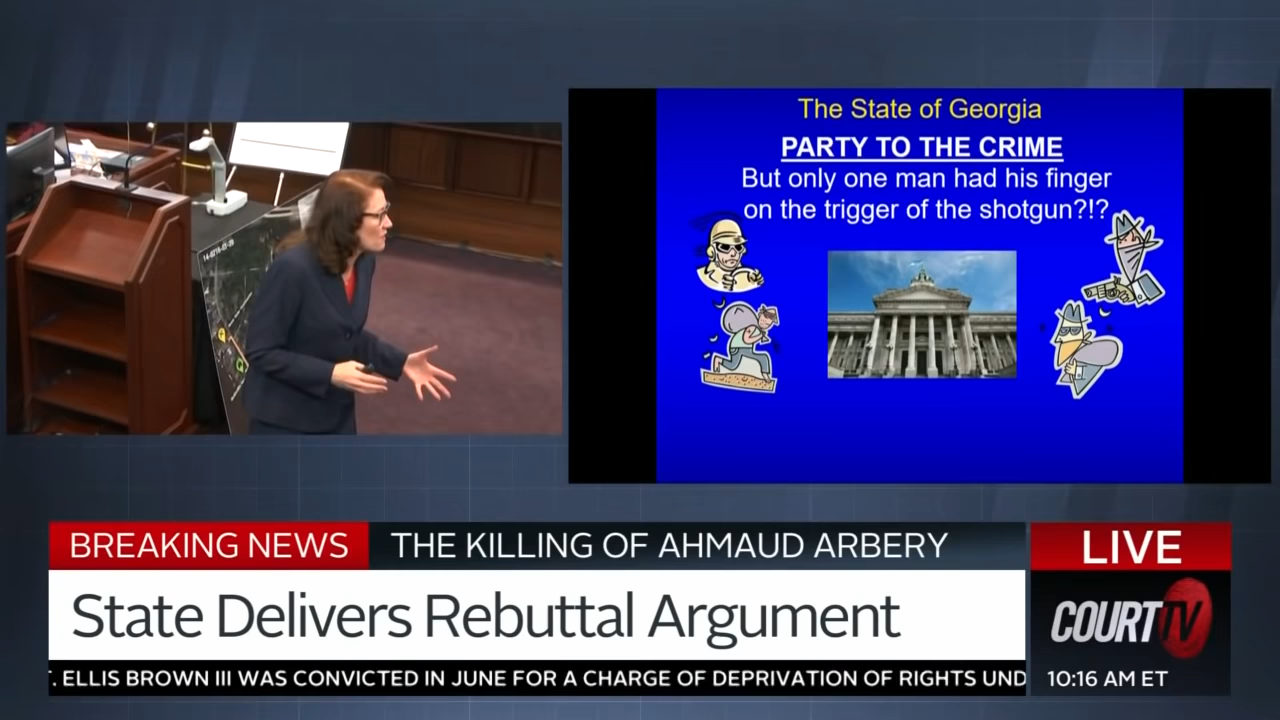 The State of Georgia
PARTY TO THE CRIME
But only one man had his finger
on the trigger of the shotgun?!?
BREAKING NEWS
THE KILLING OF AHMAUD ARBERY
LIVE
State Delivers Rebuttal Argument
COURT TV
. ELLIS BROWN III WAS CONVICTED IN JUNE FOR A CHARGE OF DEPRIVATION OF RIGHTS UND
10:16 AM ET